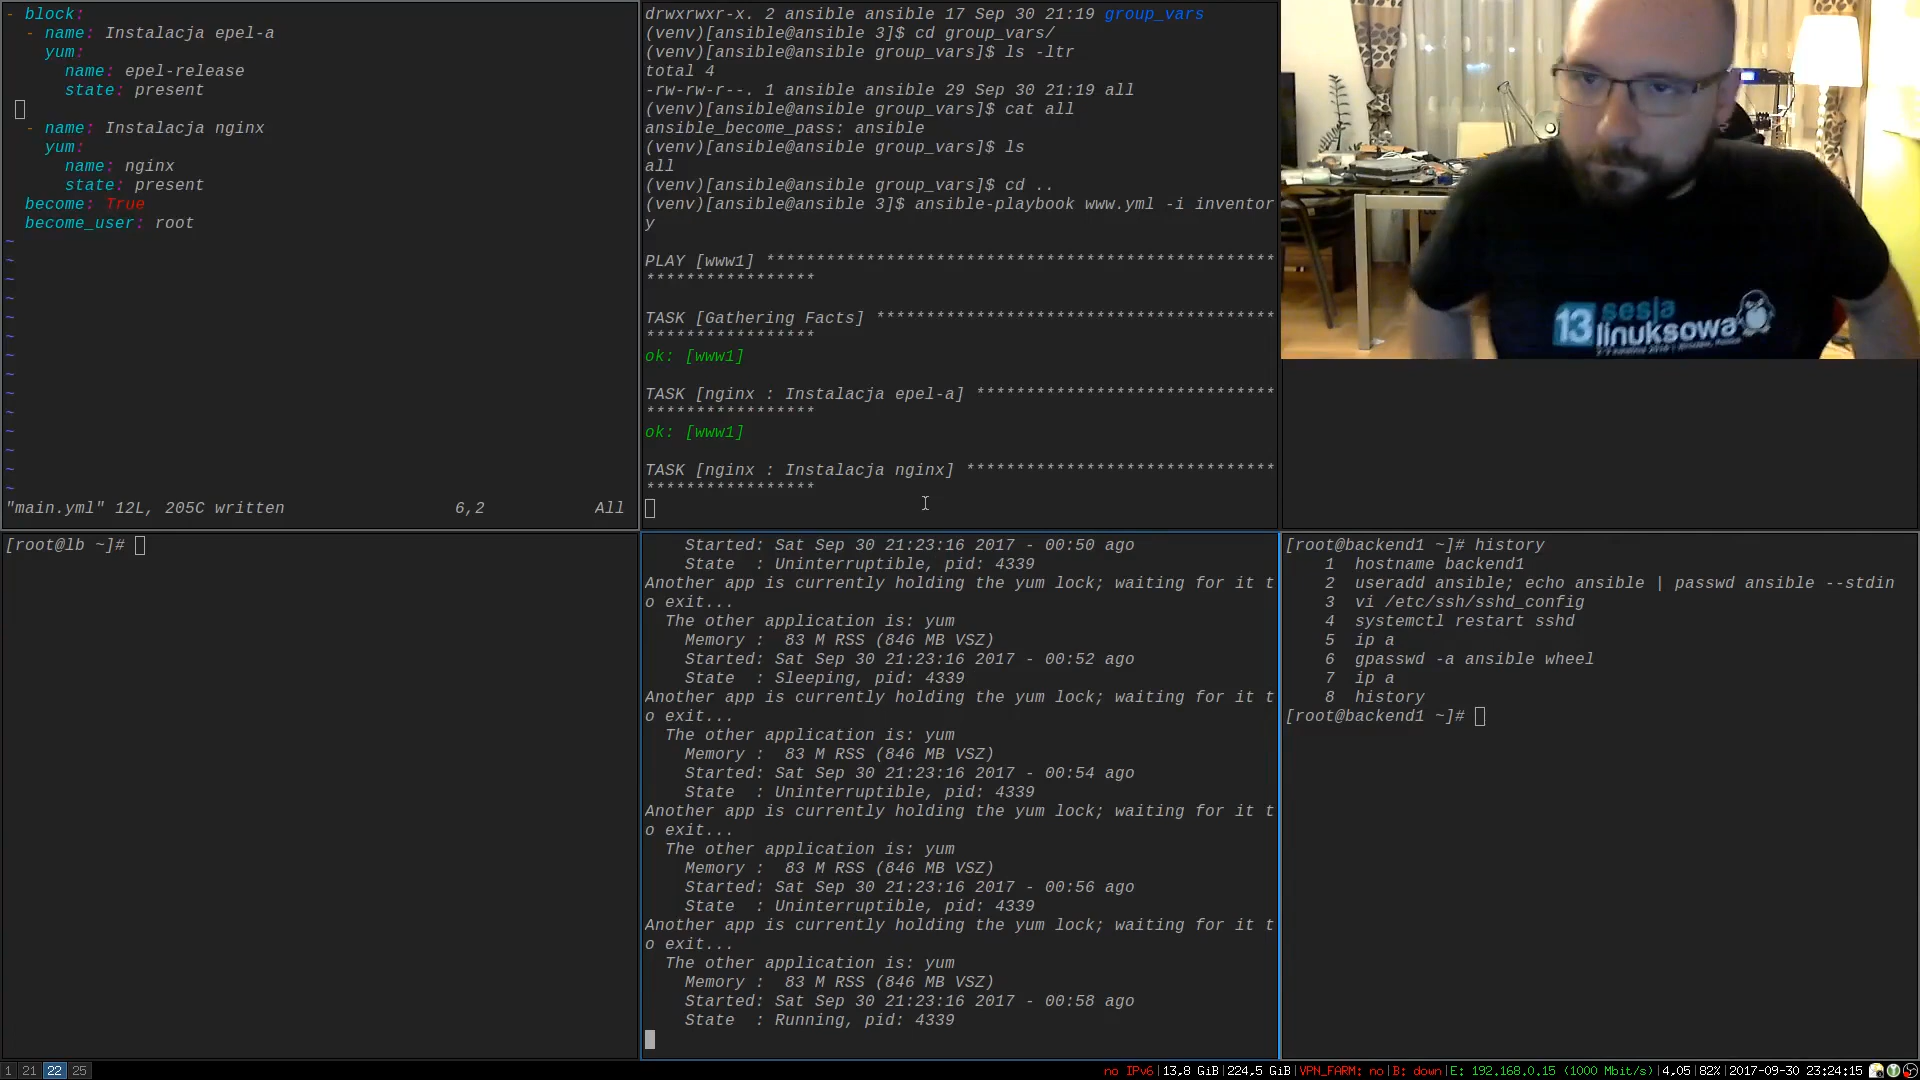 - block:
  - name: Instalacja epel-a
    yum:
      name: epel-release
      state: present
  - name: Instalacja nginx
    yum:
      name: nginx
      state: present
  become: True
  become_user: root
~
~
~
~
~
~
~
~
~
~
~
~
~
~
"main.yml" 12L, 205C written 6,2 All
drwxrwxr-x. 2 ansible ansible 17 Sep 30 21:19 group_vars
(venv)[ansible@ansible 3]$ cd group_vars/
(venv)[ansible@ansible group_vars]$ ls -ltr
total 4
-rw-rw-r--. 1 ansible ansible 29 Sep 30 21:19 all
(venv)[ansible@ansible group_vars]$ cat all
ansible_become_pass: ansible
(venv)[ansible@ansible group_vars]$ ls
all
(venv)[ansible@ansible group_vars]$ cd ..
(venv)[ansible@ansible 3]$ ansible-playbook www.yml -i inventor
y
PLAY [www1] ***************************************************
*****************
TASK [Gathering Facts] ****************************************
*****************
ok: [www1]
TASK [nginx : Instalacja epel-a] ******************************
*****************
ok: [www1]
TASK [nginx : Instalacja nginx] *******************************
*****************
13 sesja
linuksowa
[root@lb ~]#
    Started: Sat Sep 30 21:23:16 2017 - 00:50 ago
    State  : Uninterruptible, pid: 4339
Another app is currently holding the yum lock; waiting for it t
o exit...
  The other application is: yum
    Memory :  83 M RSS (846 MB VSZ)
    Started: Sat Sep 30 21:23:16 2017 - 00:52 ago
    State  : Sleeping, pid: 4339
Another app is currently holding the yum lock; waiting for it t
o exit...
  The other application is: yum
    Memory :  83 M RSS (846 MB VSZ)
    Started: Sat Sep 30 21:23:16 2017 - 00:54 ago
    State  : Uninterruptible, pid: 4339
Another app is currently holding the yum lock; waiting for it t
o exit...
  The other application is: yum
    Memory :  83 M RSS (846 MB VSZ)
    Started: Sat Sep 30 21:23:16 2017 - 00:56 ago
    State  : Uninterruptible, pid: 4339
Another app is currently holding the yum lock; waiting for it t
o exit...
  The other application is: yum
    Memory :  83 M RSS (846 MB VSZ)
    Started: Sat Sep 30 21:23:16 2017 - 00:58 ago
    State  : Running, pid: 4339
[root@backend1 ~]# history
    1  hostname backend1
    2  useradd ansible; echo ansible | passwd ansible --stdin
    3  vi /etc/ssh/sshd_config
    4  systemctl restart sshd
    5  ip a
    6  gpasswd -a ansible wheel
    7  ip a
    8  history
[root@backend1 ~]#
1 21 22 25
no IPv6|13,8 GiB|224,5 GiB|VPN_FARM: no|B: down|E: 192.168.0.15 (1000 Mbit/s)|4,05|82%|2017-09-30 23:24:15